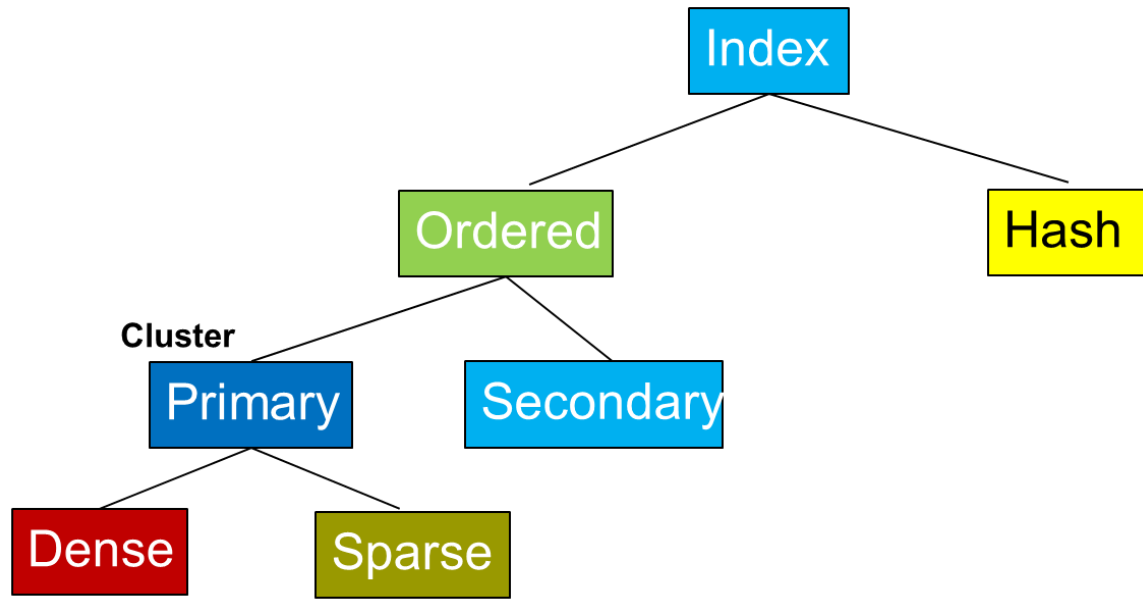 Index
Ordered
Hash
Cluster
Primary
Secondary
Dense
Sparse